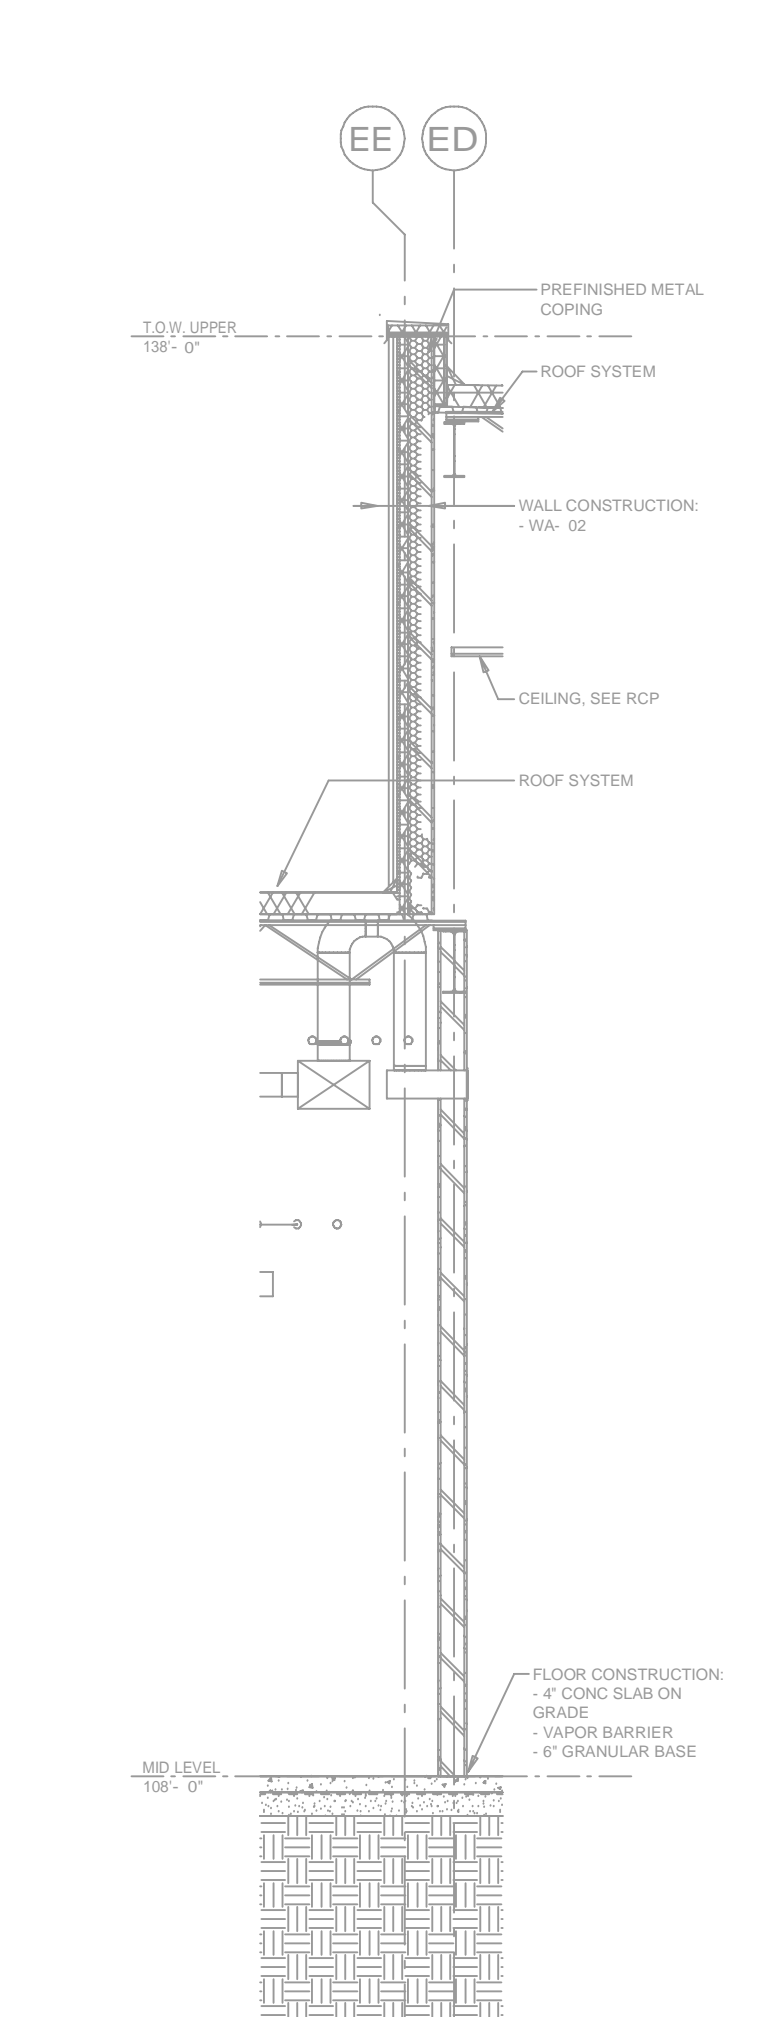 EE ED
PREFINISHED METAL
COPING
T.O.W. UPPER
138'- 0"
ROOF SYSTEM
WALL CONSTRUCTION:
- WA- 02
CEILING, SEE RCP
ROOF SYSTEM
FLOOR CONSTRUCTION:
- 4" CONC SLAB ON
GRADE
- VAPOR BARRIER
- 6" GRANULAR BASE
MID LEVEL
108'- 0"